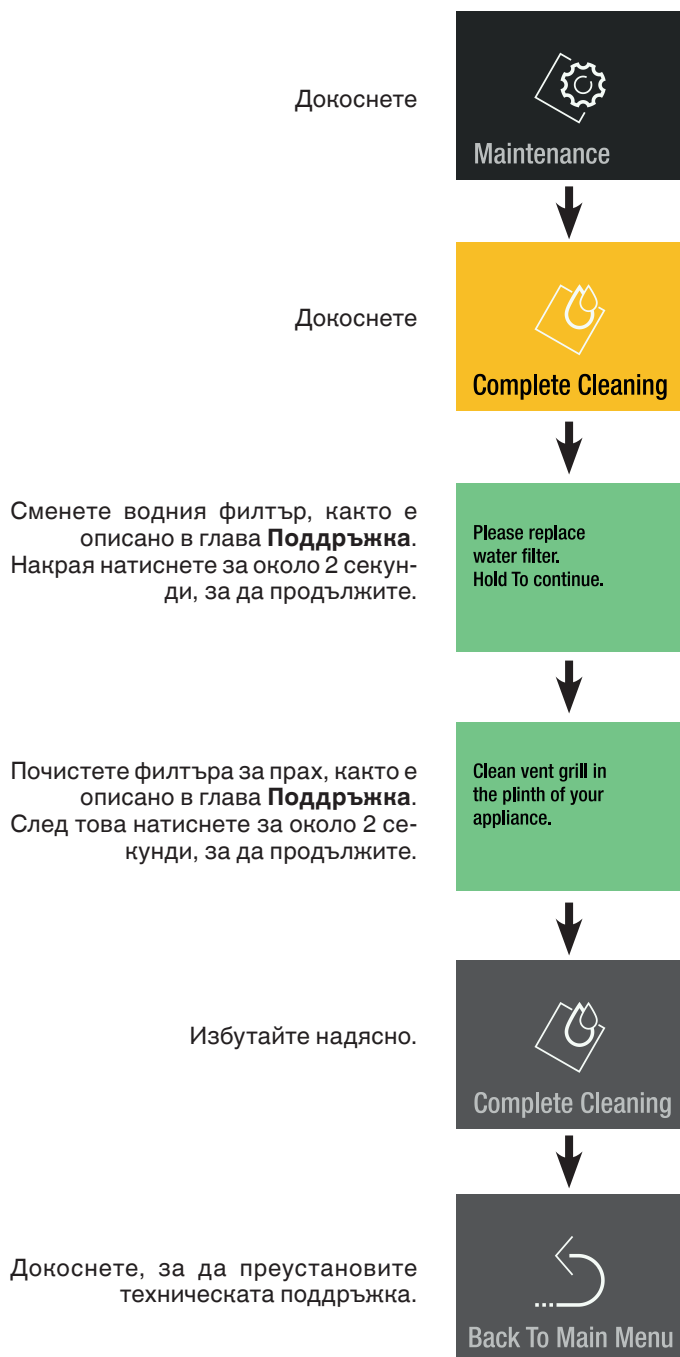 Докоснете
Maintenance
Докоснете
Complete Cleaning
Сменете водния филтър, както е
описано в глава Поддръжка.
Накрая натиснете за около 2 секун-
ди, за да продължите.
Please replace
water filter.
Hold To continue.
Почистете филтъра за прах, както е
описано в глава Поддръжка.
След това натиснете за около 2 се-
кунди, за да продължите.
Clean vent grill in
the plinth of your
appliance.
Избутайте надясно.
Complete Cleaning
Докоснете, за да преустановите
техническата поддръжка.
Back To Main Menu